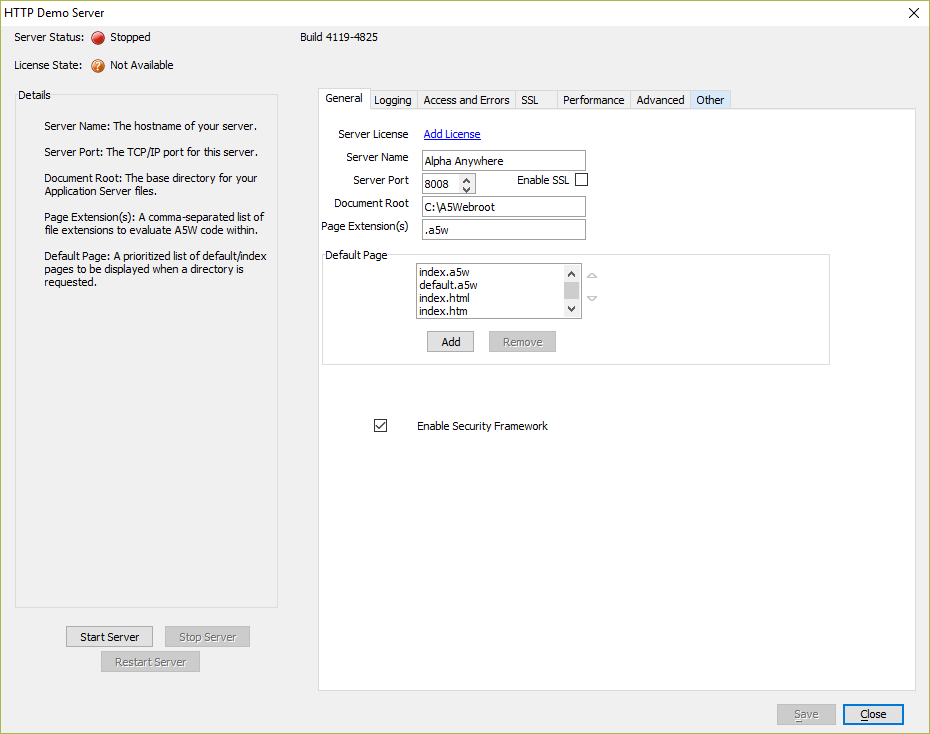 HTTP Demo Server
Server Status: Stopped
Build 4119-4825
License State: ? Not Available
Details
Server Name: The hostname of your server.
Server Port: The TCP/IP port for this server.
Document Root: The base directory for your
Application Server files.
Page Extension(s): A comma-separated list of
file extensions to evaluate A5W code within.
Default Page: A prioritized list of default/index
pages to be displayed when a directory is
requested.
Start Server
Stop Server
Restart Server
General Logging Access and Errors SSL Performance Advanced Other
Server License Add License
Server Name Alpha Anywhere
Server Port 8008 Enable SSL
Document Root C:\A5Webroot
Page Extension(s) .a5w
Default Page
index.a5w
default.a5w
index.html
index.htm
Add Remove
Enable Security Framework
Save Close